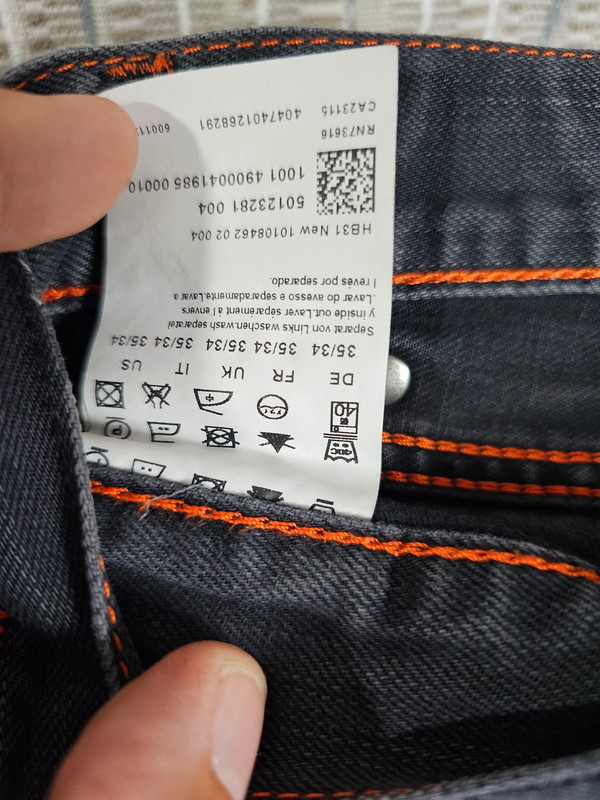 40
DE FR UK IT US
35/34 35/34 35/34 35/34 35/34
Separat von Links waschen.wash separatel
y inside out.Laver séparément à l'envers
.Lavar do avesso e separadamente.Lavar a
l revés por separado.
HB31 New 10108462 02 004
50123281 004
1001 4900041985 00010
RN73616
CA23115 4047401268291